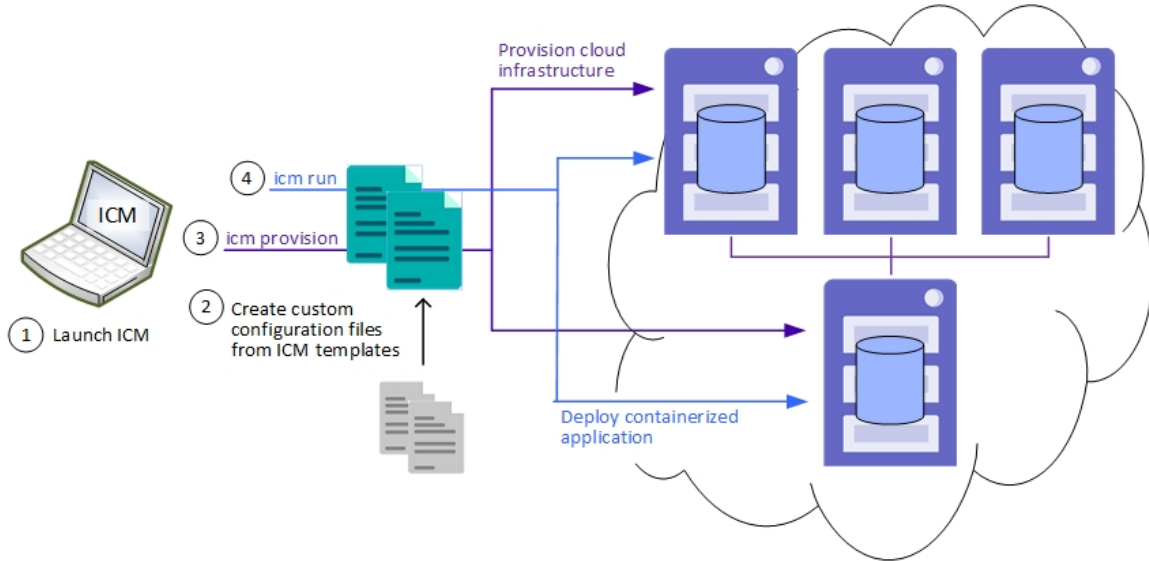 Provision cloud
infrastructure
4 icm run
ICM
3 icm provision
2 Create custom
configuration files
from ICM templates
1 Launch ICM
Deploy containerized
application